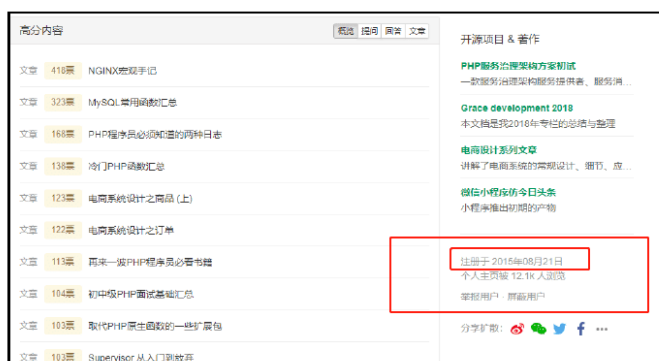 高分内容
概览 提问 回答 文章
文章 418票 NGINX宏观手记
文章 323票 MySQL常用函数汇总
文章 168票 PHP程序员必须知道的两种日志
文章 138票 冷门PHP函数汇总
文章 123票 电商系统设计之商品 (上)
文章 122票 电商系统设计之订单
文章 113票 再来一波PHP程序员必看书籍
文章 104票 初中级PHP面试基础汇总
文章 103票 取代PHP原生函数的一些扩展包
文章 103票 Supervisor 从入门到放弃
开源项目 & 著作
PHP服务治理架构方案初试
一款服务治理架构服务提供者、服务消...
Grace development 2018
本文档是我2018年专栏的总结与整理
电商设计系列文章
讲解了电商系统的常规设计、细节、应...
微信小程序仿今日头条
小程序推出初期的产物
注册于 2015年08月21日
个人主页被 12.1k 人浏览
举报用户 · 屏蔽用户
分享扩散: